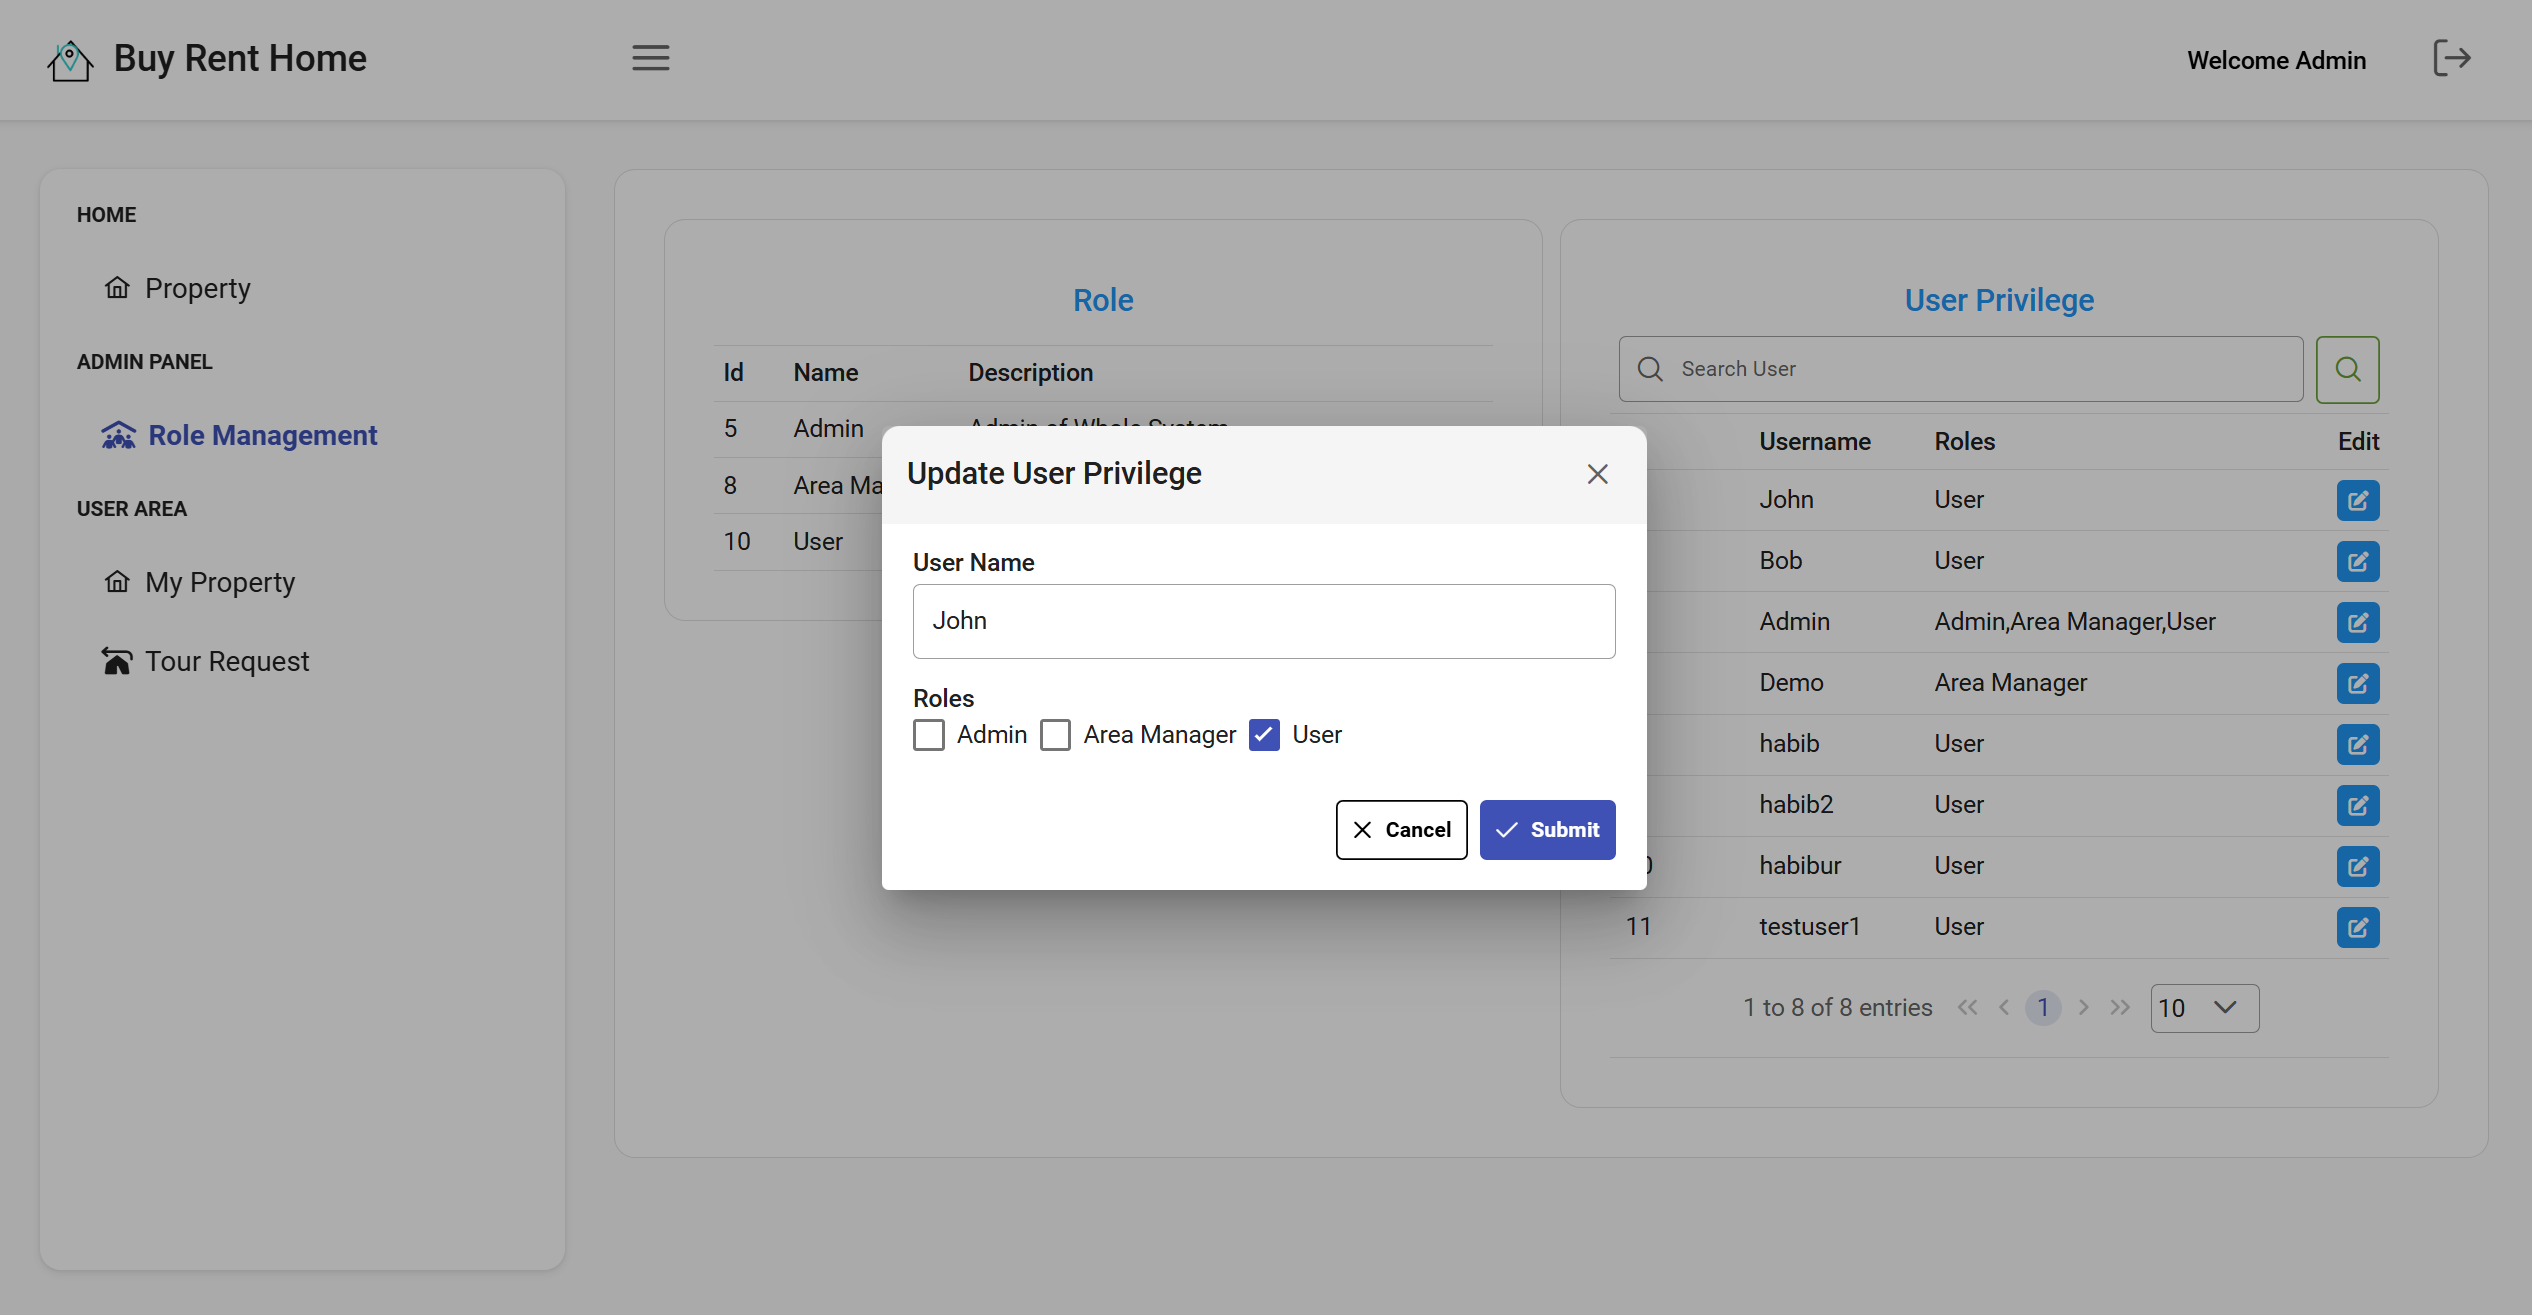 Buy Rent Home
Welcome Admin
HOME
Property
ADMIN PANEL
Role Management
USER AREA
My Property
Tour Request
Role
Id Name Description
5 Admin Admin of Whole System
8 Area
10 User
User Privilege
Search User
Username Roles Edit
John User
Bob User
Admin Admin,Area Manager,User
Demo Area Manager
habib User
habib2 User
habibur User
11 testuser1 User
1 to 8 of 8 entries 1 10
Update User Privilege
User Name
John
Roles
Admin Area Manager User
Cancel Submit